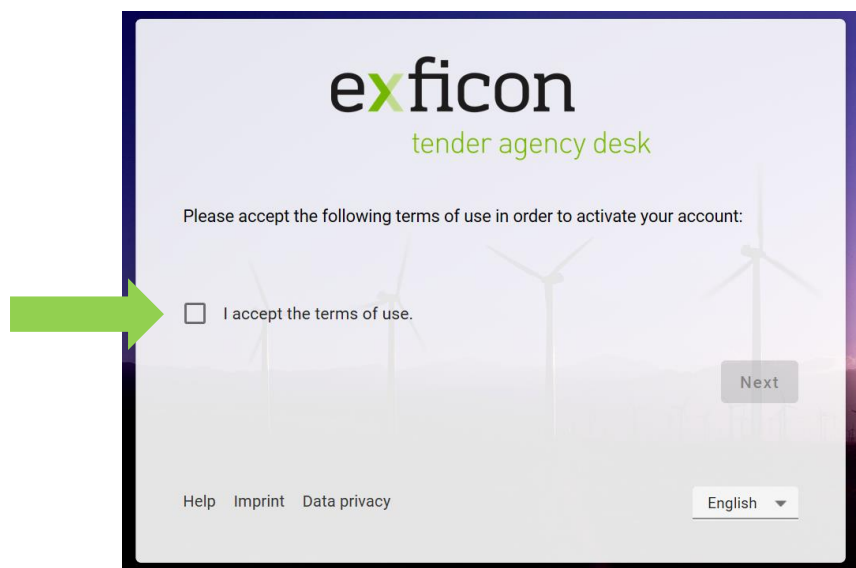 exficon
tender agency desk
Please accept the following terms of use in order to activate your account:
I accept the terms of use.
Next
Help Imprint Data privacy
English